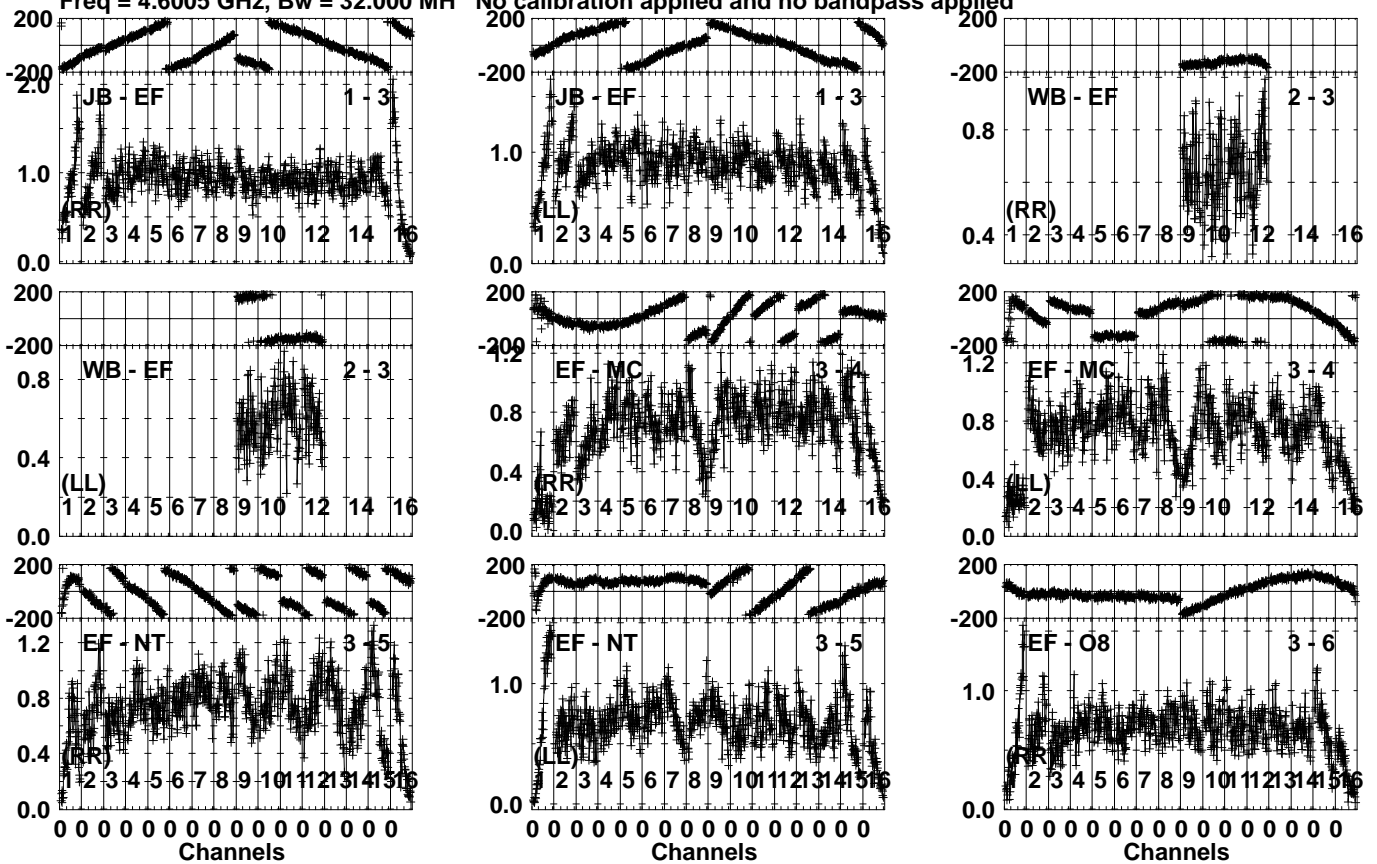 Freq = 4.6005 GHz, Bw = 32.000 MH No calibration applied and no bandpass applied
200
-200
2.0
1.0
0.0
JB - EF 1 - 3
(RR)
1 2 3 4 5 6 7 8 9 10 12 14 16
200
-200
1.0
0.0
JB - EF 1 - 3
(LL)
1 2 3 4 5 6 7 8 9 10 12 14 16
200
-200
0.8
0.4
WB - EF 2 - 3
(RR)
1 2 3 4 5 6 7 8 9 10 12 14 16
200
-200
0.8
0.4
0.0
WB - EF 2 - 3
(LL)
1 2 3 4 5 6 7 8 9 10 12 14 16
200
-200
1.2
0.8
0.4
0.0
EF - MC 3 - 4
(RR)
2 3 4 5 6 7 8 9 10 12 14 16
200
-200
1.2
0.8
0.4
0.0
EF - MC 3 - 4
(LL)
2 3 4 5 6 7 8 9 10 12 14 16
200
-200
1.2
0.8
0.4
0.0
EF - NT 3 - 5
(RR)
2 3 4 5 6 7 8 9 10 11 12 13 14 15 16
0 0 0 0 0 0 0 0 0 0 0 0 0 0 0 0
Channels
200
-200
1.0
0.0
EF - NT 3 - 5
(LL)
1 2 3 4 5 6 7 8 9 10 11 12 13 14 15 16
0 0 0 0 0 0 0 0 0 0 0 0 0 0 0 0
Channels
200
-200
1.0
0.0
EF - O8 3 - 6
(RR)
2 3 4 5 6 7 8 9 10 11 12 13 14 15 16
0 0 0 0 0 0 0 0 0 0 0 0 0 0 0 0
Channels